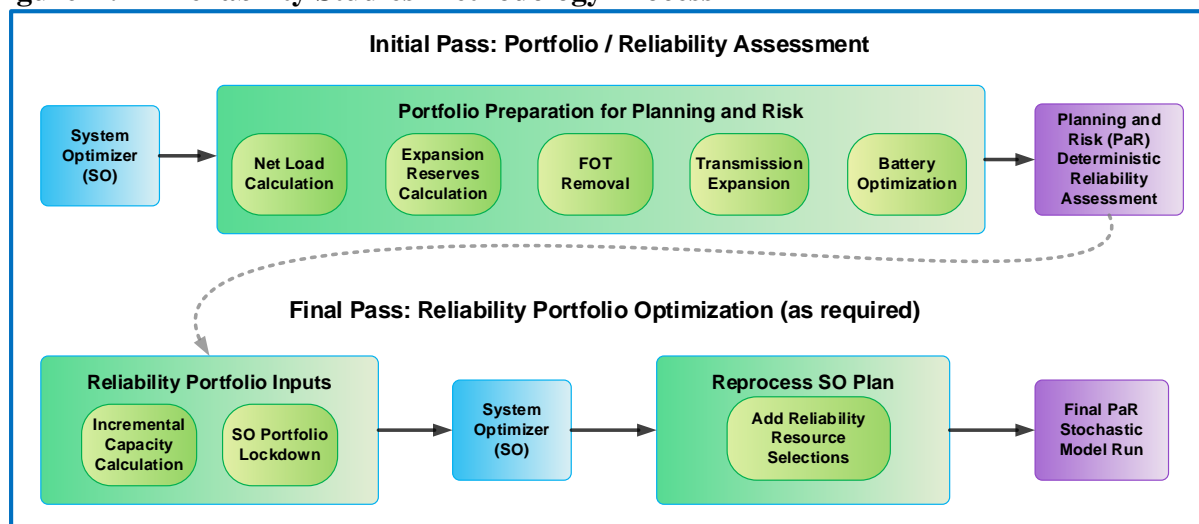 Initial Pass: Portfolio / Reliability Assessment
System
Optimizer
(SO)
Portfolio Preparation for Planning and Risk
Net Load
Calculation
Expansion
Reserves
Calculation
FOT
Removal
Transmission
Expansion
Battery
Optimization
Planning and
Risk (PaR)
Deterministic
Reliability
Assessment
Final Pass: Reliability Portfolio Optimization (as required)
Reliability Portfolio Inputs
Incremental
Capacity
Calculation
SO Portfolio
Lockdown
System
Optimizer
(SO)
Reprocess SO Plan
Add Reliability
Resource
Selections
Final PaR
Stochastic
Model Run